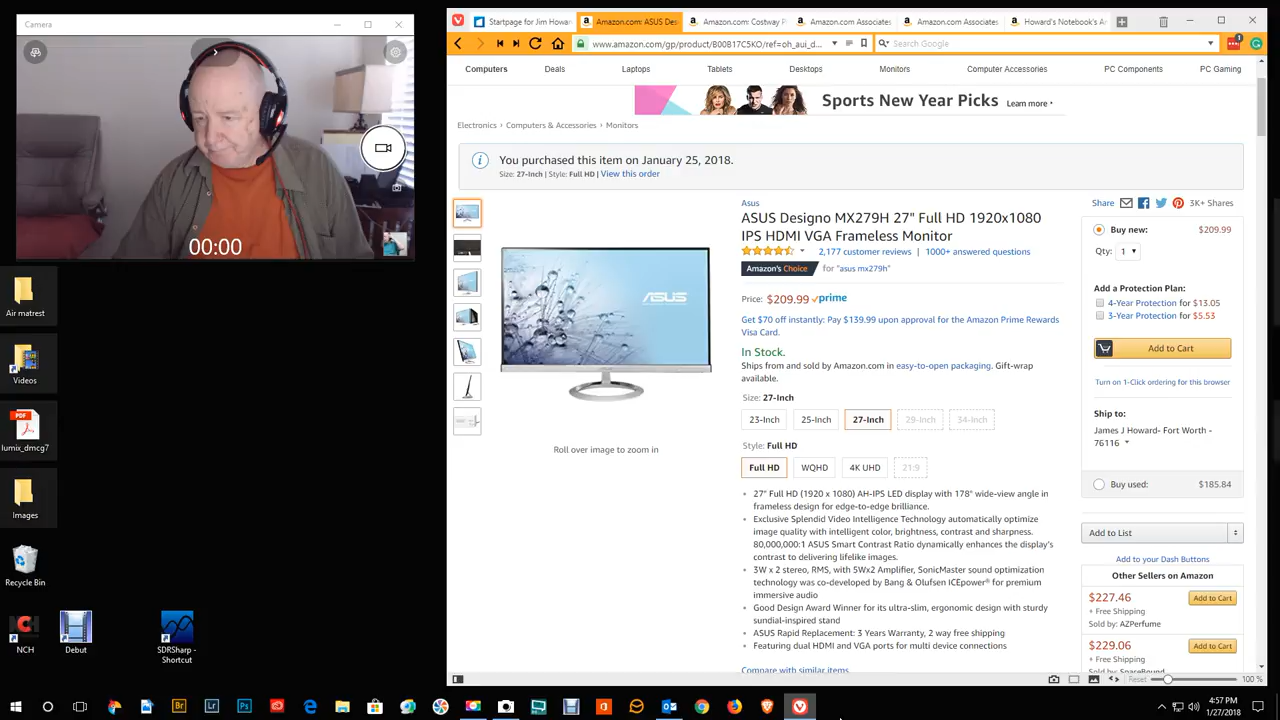 Camera
00:00
Air matrest
Videos
PDF
lumix_dmcg7
Images
Recycle Bin
NCH
Debut
SDRSharp - Shortcut
Startpage for Jim Howar
Amazon.com: ASUS Des
Amazon.com: Costway P
Amazon.com Associates
Amazon.com Associates
Howard's Notebook's Ar
www.amazon.com/gp/product/B00817C5KO/ref=oh_aui_d...
Search Google
Computers
Deals
Laptops
Tablets
Desktops
Monitors
Computer Accessories
PC Components
PC Gaming
Sports New Year Picks Learn more
Electronics › Computers & Accessories › Monitors
You purchased this item on January 25, 2018.
Size: 27-Inch | Style: Full HD | View this order
Asus
ASUS Designo MX279H 27" Full HD 1920x1080
IPS HDMI VGA Frameless Monitor
2,177 customer reviews | 1000+ answered questions
Amazon's Choice for "asus mx279h"
Price: $209.99 prime
Get $70 off instantly: Pay $139.99 upon approval for the Amazon Prime Rewards
Visa Card.
In Stock.
Ships from and sold by Amazon.com in easy-to-open packaging. Gift-wrap
available.
Size: 27-Inch
23-Inch 25-Inch 27-Inch 29-Inch 34-Inch
Style: Full HD
Full HD WQHD 4K UHD 21:9
27" Full HD (1920 x 1080) AH-IPS LED display with 178° wide-view angle in
frameless design for edge-to-edge brilliance.
Exclusive Splendid Video Intelligence Technology automatically optimize
image quality with intelligent color, brightness, contrast and sharpness.
80,000,000:1 ASUS Smart Contrast Ratio dynamically enhances the display's
contrast to delivering lifelike images.
3W x 2 stereo, RMS, with 5Wx2 Amplifier, SonicMaster sound optimization
technology was co-developed by Bang & Olufsen ICEpower® for premium
immersive audio
Good Design Award Winner for its ultra-slim, ergonomic design with sturdy
sundial-inspired stand
ASUS Rapid Replacement: 3 Years Warranty, 2 way free shipping
Featuring dual HDMI and VGA ports for multi device connections
Compare with similar items
ASUS
Roll over image to zoom in
Share 3K+ Shares
Buy new: $209.99
Qty: 1
Add a Protection Plan:
4-Year Protection for $13.05
3-Year Protection for $5.53
Add to Cart
Turn on 1-Click ordering for this browser
Ship to:
James J Howard- Fort Worth -
76116
Buy used: $185.84
Add to List
Add to your Dash Buttons
Other Sellers on Amazon
$227.46 Add to Cart
+ Free Shipping
Sold by: AZPerfume
$229.06 Add to Cart
+ Free Shipping
Sold by: SpaceBound
Reset 100 %
Br
Lr
Ps
4:57 PM
1/27/2018